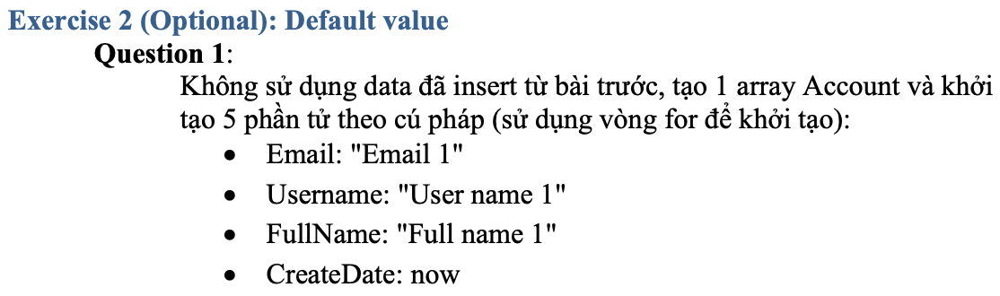 Exercise 2 (Optional): Default value
Question 1:
Không sử dụng data đã insert từ bài trước, tạo 1 array Account và khởi
tạo 5 phần tử theo cú pháp (sử dụng vòng for để khởi tạo):
• Email: "Email 1"
• Username: "User name 1"
• FullName: "Full name 1"
• CreateDate: now